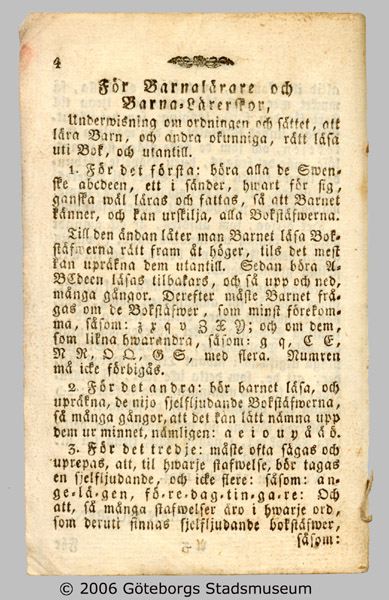 4
För Barnalärare och
Barna-Lärerskor,
Underwisning om ordningen och sättet, att
lära Barn, och andra okunniga, rätt läsa
uti Bok, och utantill.
1. För det första: böra alla de Swen-
ske abcdeen, ett i sänder, hwart för sig,
ganska wäl läras och fattas, så att Barnet
känner, och kan urskilja, alla Bokstäfwerna.
Till den ändan låter man Barnet läsa Bok-
stäfwerna rätt fram åt höger, tils det mest
kan upräkna dem utantill. Sedan böra A-
BCdeen läsas tilbakars, och så upp och ned,
många gångor. Derefter måste Barnet frå-
gas om de Bokstäfwer, som minst förekom-
ma, såsom: z x q v Z X Y; och om dem,
som likna hwarandra, såsom: g q, C E,
N R, O Q, G S, med flera. Numren
må icke förbigås.
2. För det andra: bör barnet läsa, och
upräkna, de nijo sjelfljudande Bokstäfwerna,
så många gångor, att det kan lätt nämna upp
dem ur minnet, nämligen: a e i o u y å ä ö.
3. För det tredje: måste ofta sägas och
uprepas, att, til hwarje stafwelse, bör tagas
en sjelfljudande, och icke flere: såsom: an-
ge-lä-gen, fö-re-dag-tin-ga-re: Och
att, så många stafwelser äro i hwarje ord,
som deruti finnas sjelfljudande bokstäfwer,
såsom:
© 2006 Göteborgs Stadsmuseum